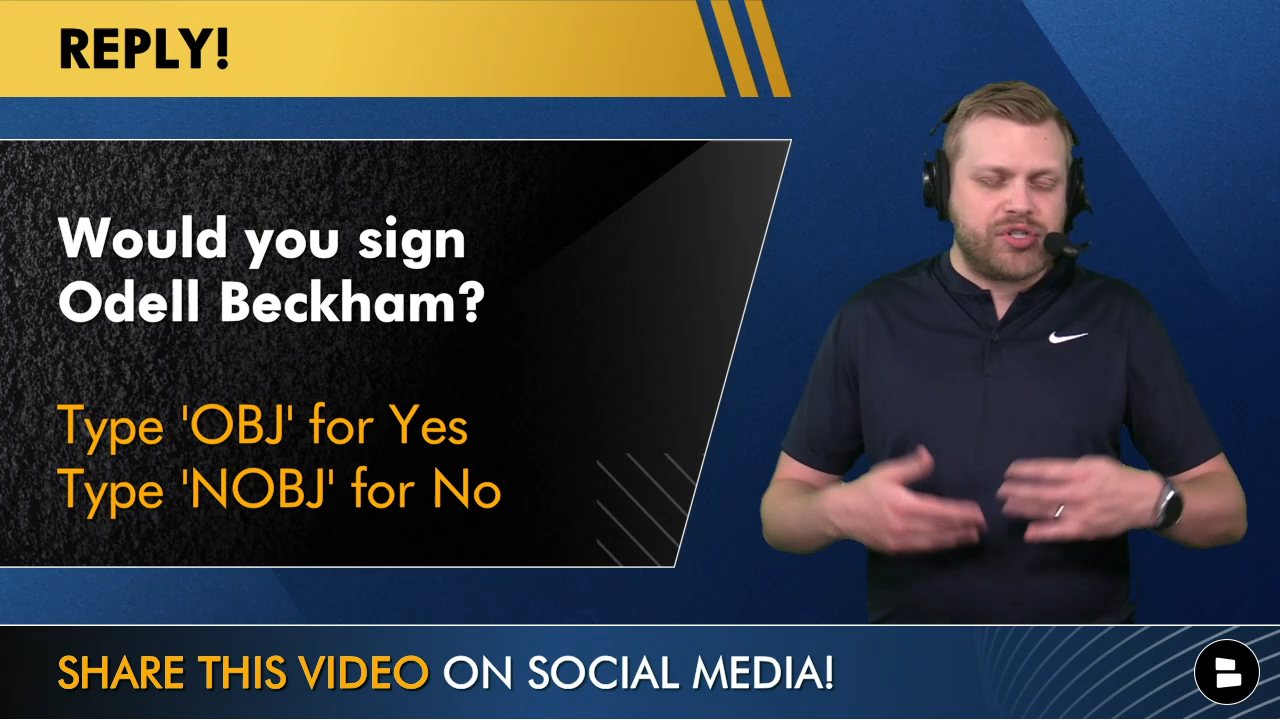 REPLY!
Would you sign
Odell Beckham?
Type 'OBJ' for Yes
Type 'NOBJ' for No
SHARE THIS VIDEO ON SOCIAL MEDIA!